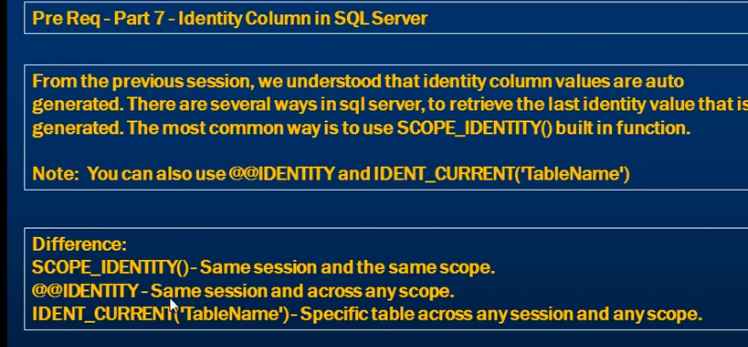 Pre Req - Part 7 - Identity Column in SQL Server
From the previous session, we understood that identity column values are auto
generated. There are several ways in sql server, to retrieve the last identity value that is
generated. The most common way is to use SCOPE_IDENTITY() built in function.
Note: You can also use @@IDENTITY and IDENT_CURRENT('TableName')
Difference:
SCOPE_IDENTITY() - Same session and the same scope.
@@IDENTITY - Same session and across any scope.
IDENT_CURRENT('TableName') - Specific table across any session and any scope.